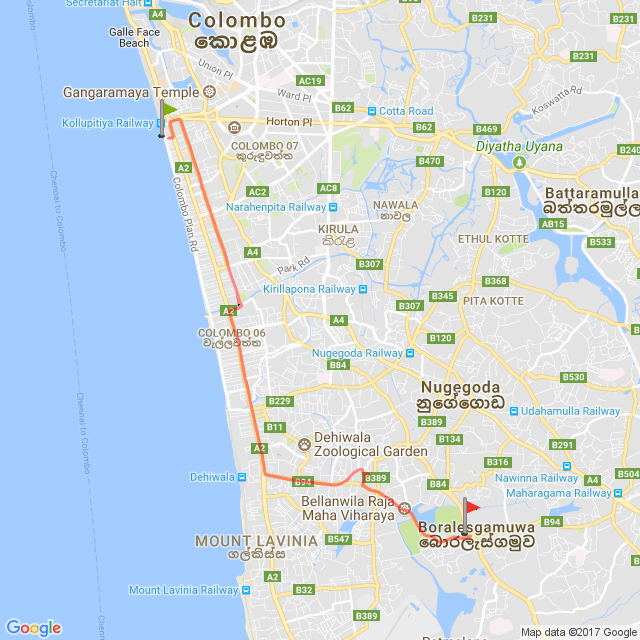 Secretariat Halt
Colombo
කොළඹ
B231
B231
Galle Face
Beach
Union Pl
B231
AC19
Gangaramaya Temple
Ward Pl
Koswatta Rd
B62
Cotta Road
Kollupitiya Railway
Horton Pl
B62
B469
Diyatha Uyana
COLOMBO 07
කුරුඳුවත්ත
B240
A2
B470
AC2
AC8
B120
Battaramulla
බත්තරමුල්ල
Narahenpita Railway
NAWALA
නාවල
Colombo Plan Rd
Chennai to Colombo
AB15
KIRULA
කිරුළ
ETHUL KOTTE
B533
A4
Park Rd
B307
Kirillapona Railway
B345
PITA KOTTE
A2
B307
A4
COLOMBO 06
වැල්ලවත්ත
B120
Nugegoda Railway
B84
B530
Nugegoda
නුගේගොඩ
B229
Udahamulla Railway
B11
B389
Dehiwala
Zoological Garden
B134
B291
A2
B316
B504
Chennai to Colombo
Nawinna Railway
Dehiwala
B94
B389
B84
Maharagama Railway
Bellanwila Raja
Maha Viharaya
Boralesgamuwa
බොරලැස්ගමුව
B94
MOUNT LAVINIA
ගල්කිස්ස
B547
A2
B32
Mount Lavinia Railway
Google
Map data ©2017 Google